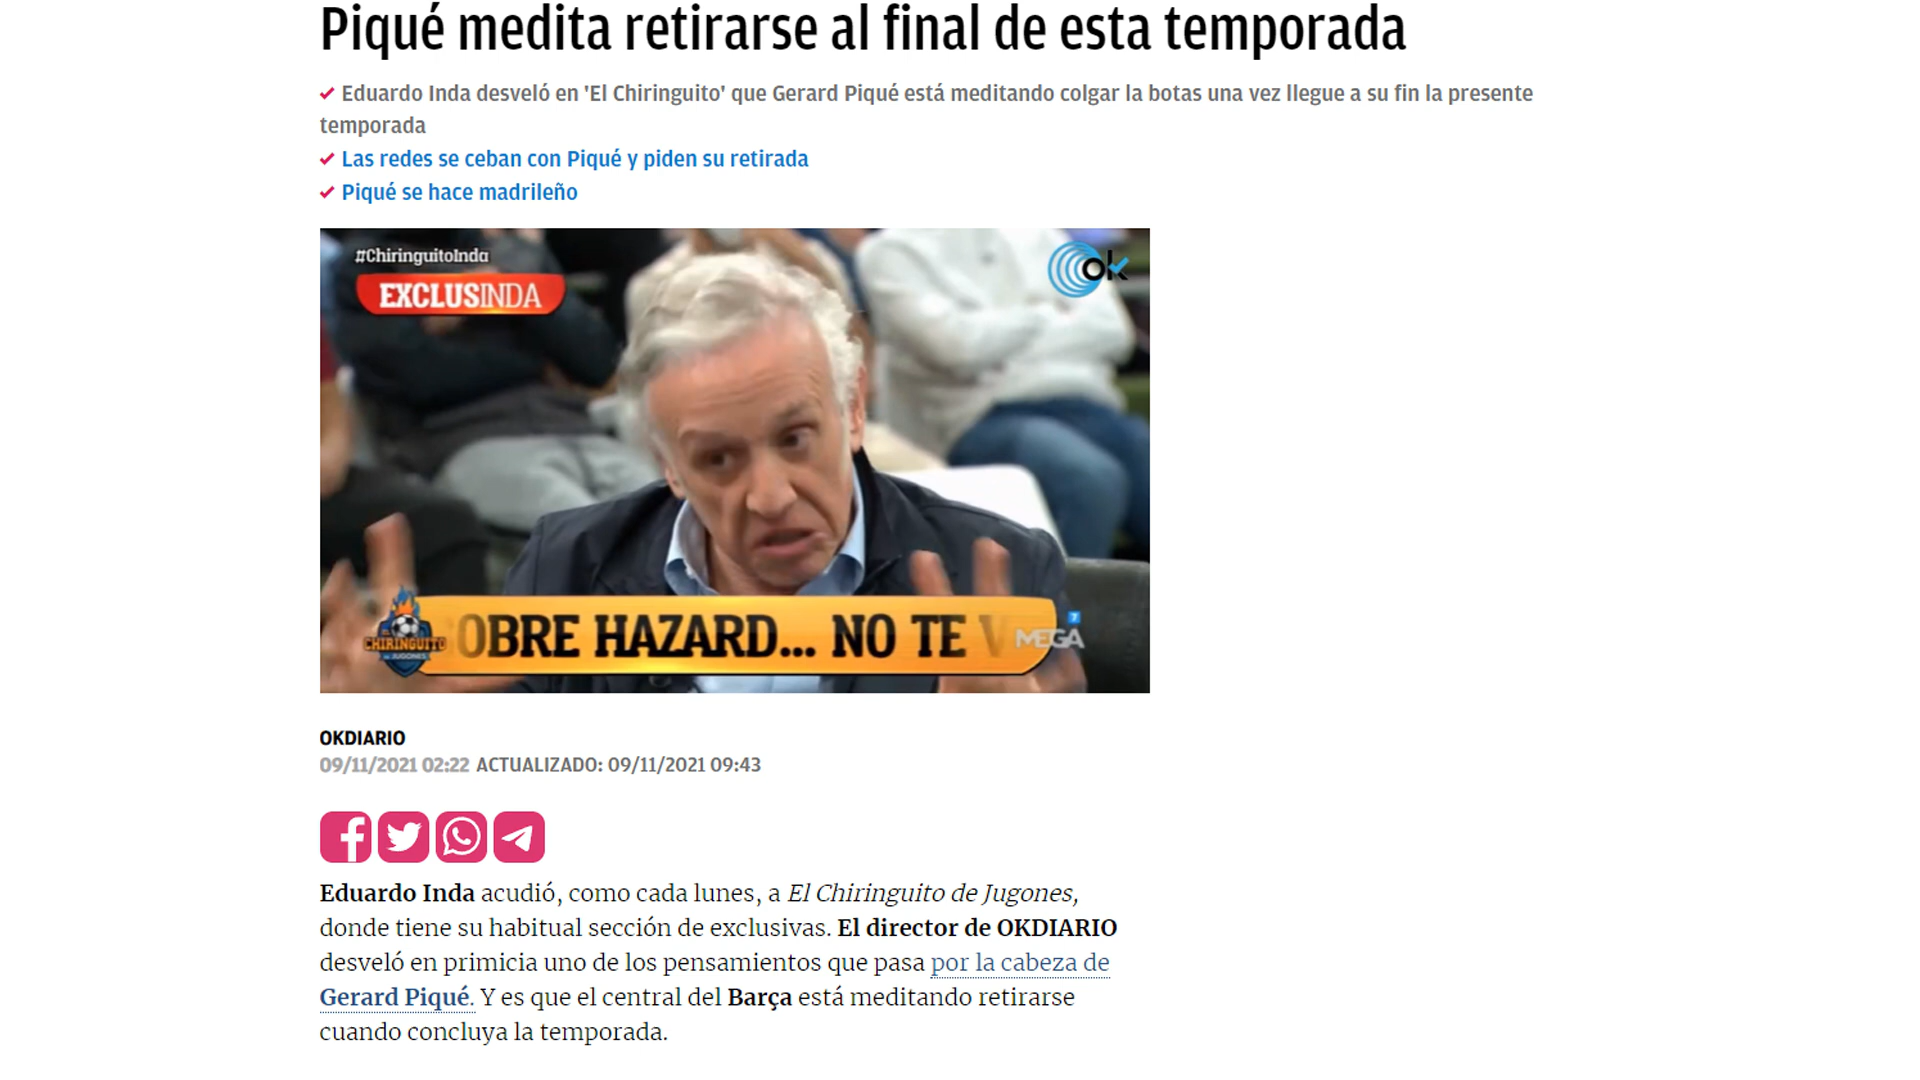 Piqué medita retirarse al final de esta temporada
Eduardo Inda desveló en 'El Chiringuito' que Gerard Piqué está meditando colgar la botas una vez llegue a su fin la presente
temporada
Las redes se ceban con Piqué y piden su retirada
Piqué se hace madrileño
#ChiringuitoInda
EXCLUSINDA
ok
OBRE HAZARD... NO TE V
EL CHIRINGUITO
DE JUGONES
7
MEGA
OKDIARIO
09/11/2021 02:22 ACTUALIZADO: 09/11/2021 09:43
Eduardo Inda acudió, como cada lunes, a El Chiringuito de Jugones,
donde tiene su habitual sección de exclusivas. El director de OKDIARIO
desveló en primicia uno de los pensamientos que pasa por la cabeza de
Gerard Piqué. Y es que el central del Barça está meditando retirarse
cuando concluya la temporada.